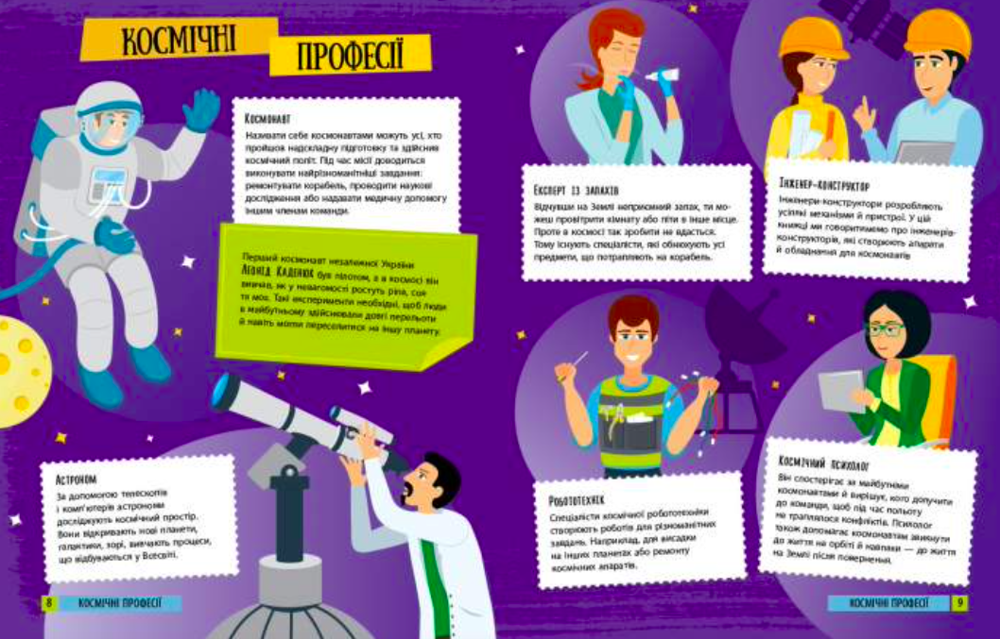 КОСМІЧНІ
ПРОФЕСІЇ
КОСМОНАВТ
Називати себе космонавтами можуть усі, хто
пройшов надскладну підготовку та здійснив
космічний політ. Під час місії доводиться
виконувати найрізноманітніші завдання:
ремонтувати корабель, проводити наукові
дослідження або надавати медичну допомогу
іншим членам команди.
Перший космонавт незалежної України
ЛЕОНІД КАДЕНЮК був пілотом, а в космосі він
вивчав, як у невагомості ростуть ріпа, соя
та мох. Такі експерименти необхідні, щоб люди
в майбутньому здійснювали довгі перельоти
й навіть могли переселитися на іншу планету.
АСТРОНОМ
За допомогою телескопів
і комп'ютерів астрономи
досліджують космічний простір.
Вони відкривають нові планети,
галактики, зорі, вивчають процеси,
що відбуваються у Всесвіті.
8 КОСМІЧНІ ПРОФЕСІЇ
ЕКСПЕРТ ІЗ ЗАПАХІВ
Відчувши на Землі неприємний запах, ти мо-
жеш провітрити кімнату або піти в інше місце.
Проте в космосі так зробити не вдасться.
Тому існують спеціалісти, які обнюхують усі
предмети, що потрапляють на корабель.
ІНЖЕНЕР-КОНСТРУКТОР
Інженери-конструктори розробляють
усілякі механізми й пристрої. У цій
книжці ми говоритимемо про інженерів-
конструкторів, які створюють апарати
й обладнання для космонавтів
РОБОТОТЕХНІК
Спеціалісти космічної робототехніки
створюють роботів для різноманітних
завдань. Наприклад, для висадки
на інших планетах або ремонту
космічних апаратів.
КОСМІЧНИЙ ПСИХОЛОГ
Він спостерігає за майбутніми
космонавтами й вирішує, кого долучити
до команди, щоб під час польоту
не траплялося конфліктів. Психолог
також допомагає космонавтам звикнути
до життя на орбіті й навпаки — до життя
на Землі після повернення.
КОСМІЧНІ ПРОФЕСІЇ 9